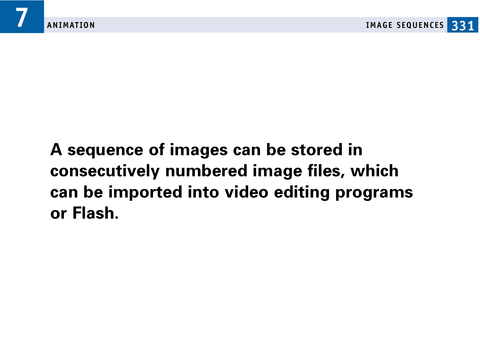 7
ANIMATION
IMAGE SEQUENCES 331
A sequence of images can be stored in
consecutively numbered image files, which
can be imported into video editing programs
or Flash.